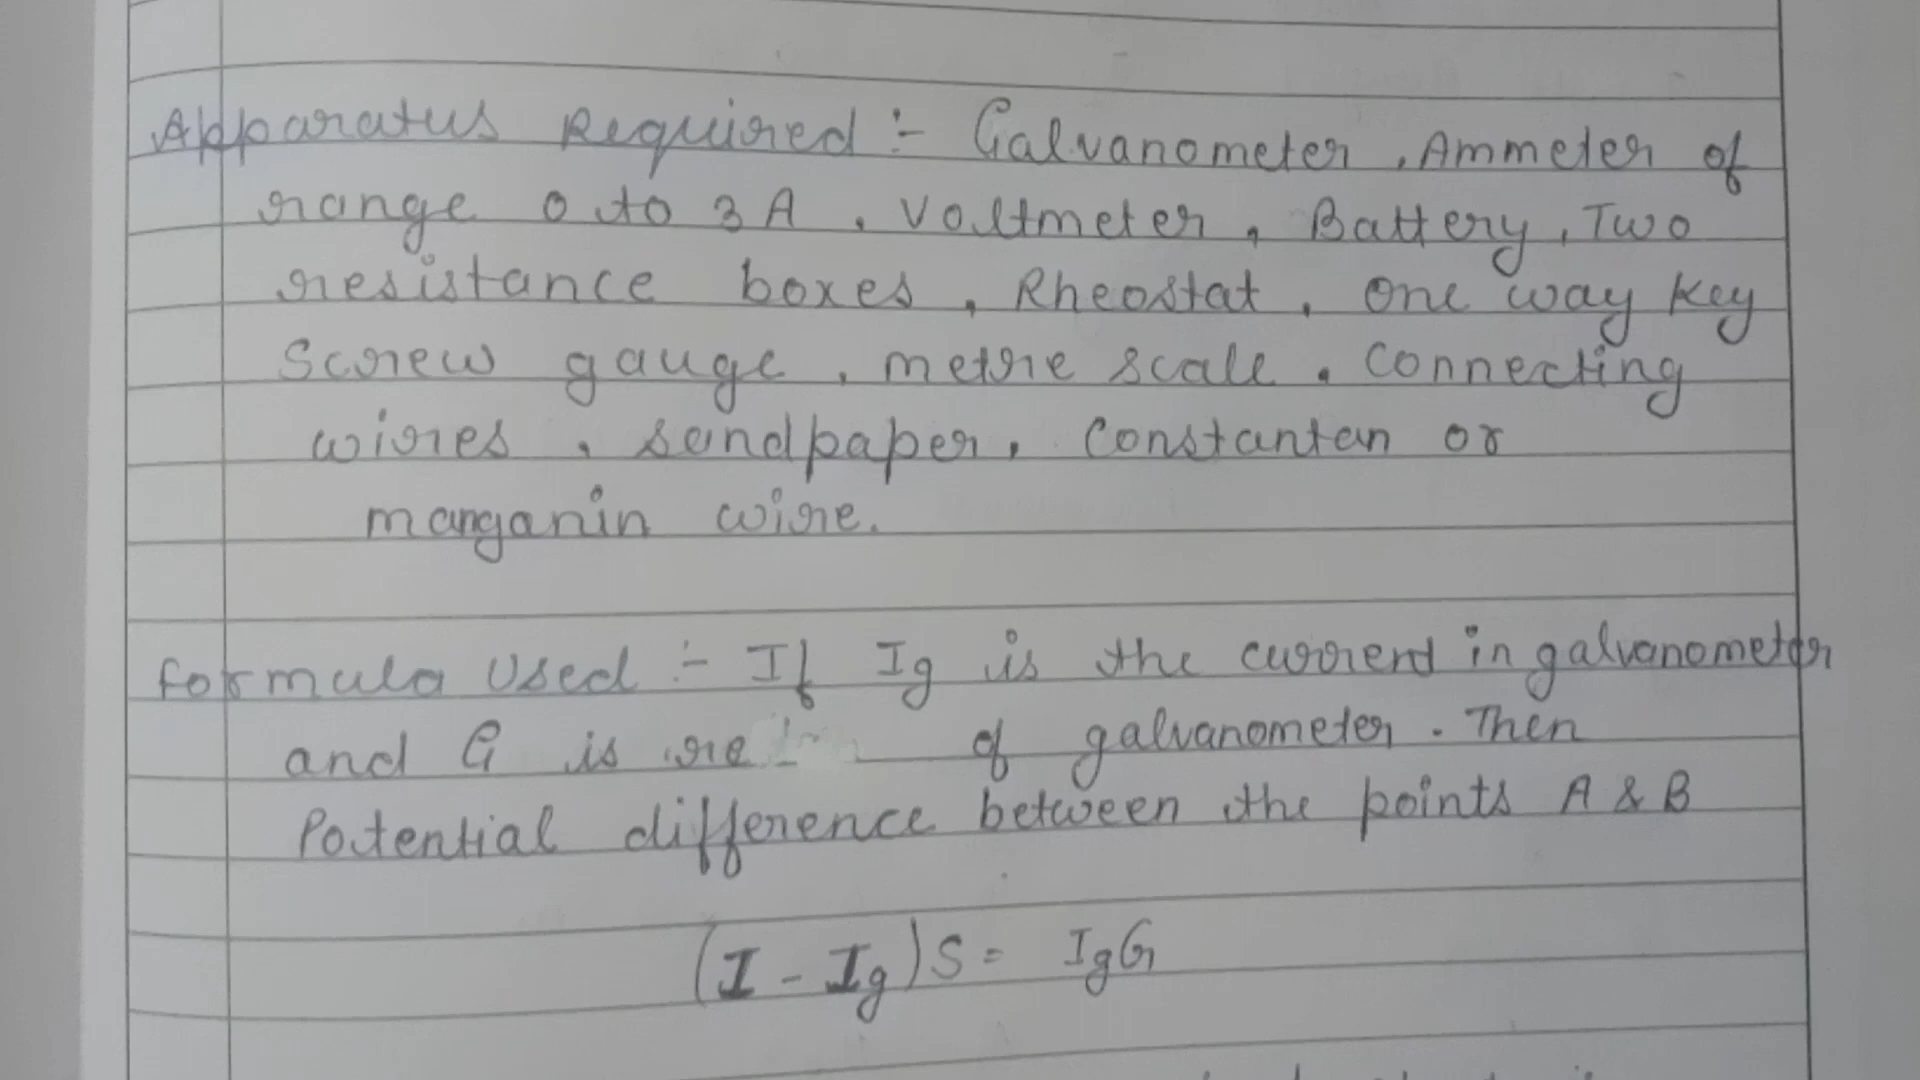 Apparatus Required :- Galvanometer, Ammeter of
range 0 to 3 A, Voltmeter, Battery, Two
resistance boxes, Rheostat, One way key
Screw gauge, metre scale, Connecting
wires, sandpaper, Constantan or
manganin wire.
formula Used :- If Ig is the current in galvanometer
and G is of galvanometer. Then
Potential difference between the points A & B
(I - Ig) S = IgG